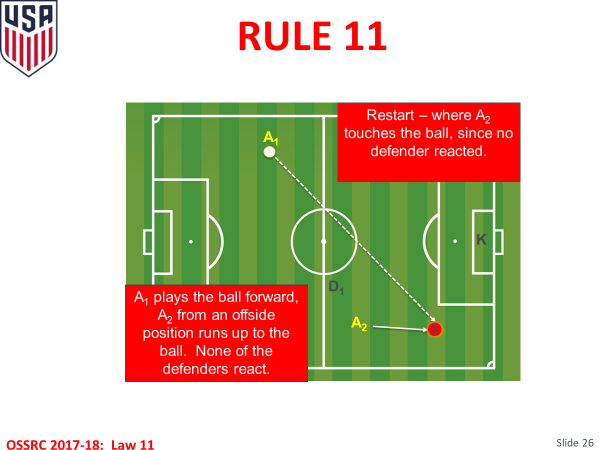 USA
RULE 11
A1
Restart – where A2
touches the ball, since no
defender reacted.
K
D1
A1 plays the ball forward,
A2 from an offside
position runs up to the
ball.  None of the
defenders react.
A2
OSSRC 2017-18:  Law 11
Slide 26